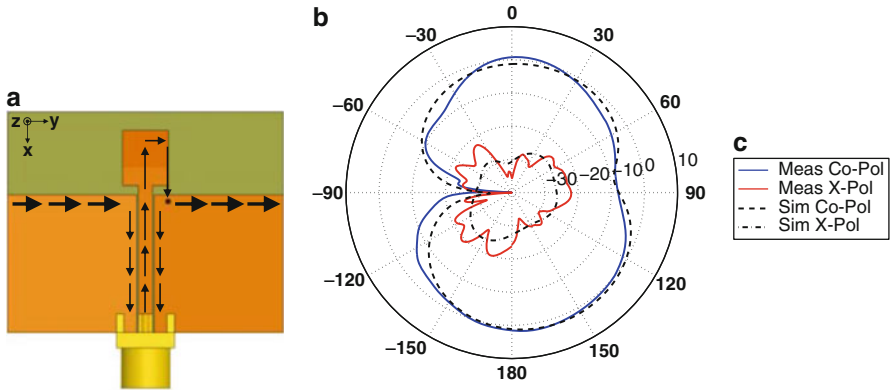 a
z y
x
b
0
−30 30
−60 60
−90 −30 −20 −10 0 10 90
−120 120
−150 150
180
c
Meas Co-Pol
Meas X-Pol
Sim Co-Pol
Sim X-Pol